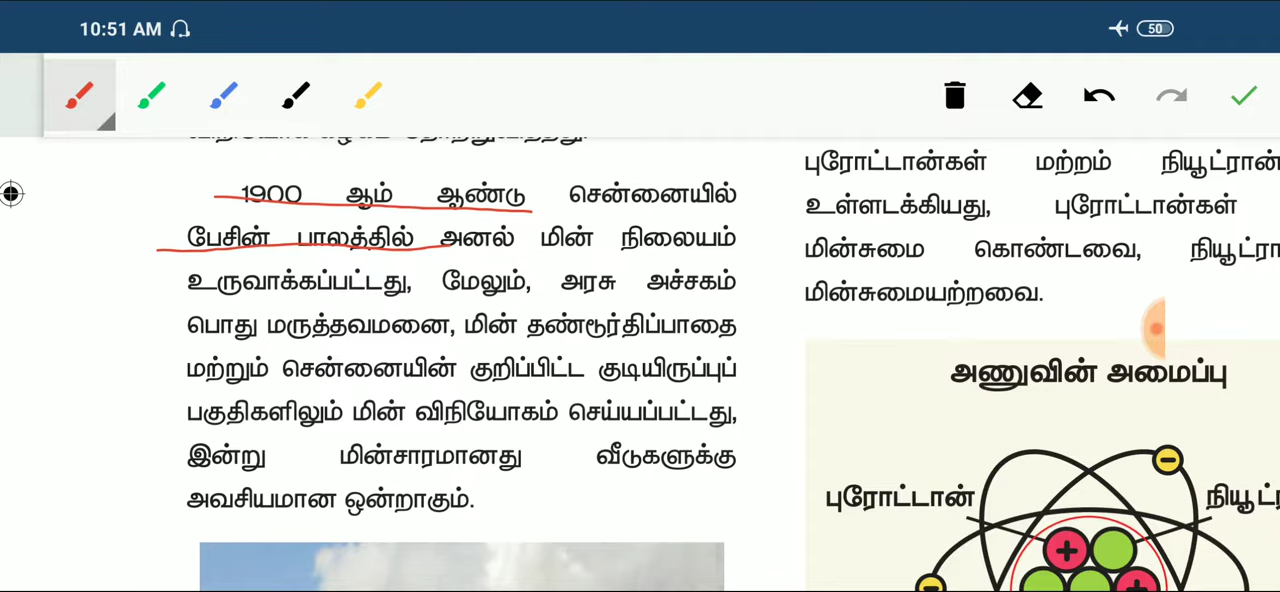 10:51 AM
50
1900 ஆம் ஆண்டு சென்னையில்
பேசின் பாலத்தில் அனல் மின் நிலையம்
உருவாக்கப்பட்டது, மேலும், அரசு அச்சகம்
பொது மருத்தவமனை, மின் தண்டூர்திப்பாதை
மற்றும் சென்னையின் குறிப்பிட்ட குடியிருப்புப்
பகுதிகளிலும் மின் விநியோகம் செய்யப்பட்டது,
இன்று மின்சாரமானது வீடுகளுக்கு
அவசியமான ஒன்றாகும்.
புரோட்டான்கள் மற்றம் நியூட்ரான்
உள்ளடக்கியது, புரோட்டான்கள்
மின்சுமை கொண்டவை, நியூட்ரா
மின்சுமையற்றவை.
அணுவின் அமைப்பு
புரோட்டான்